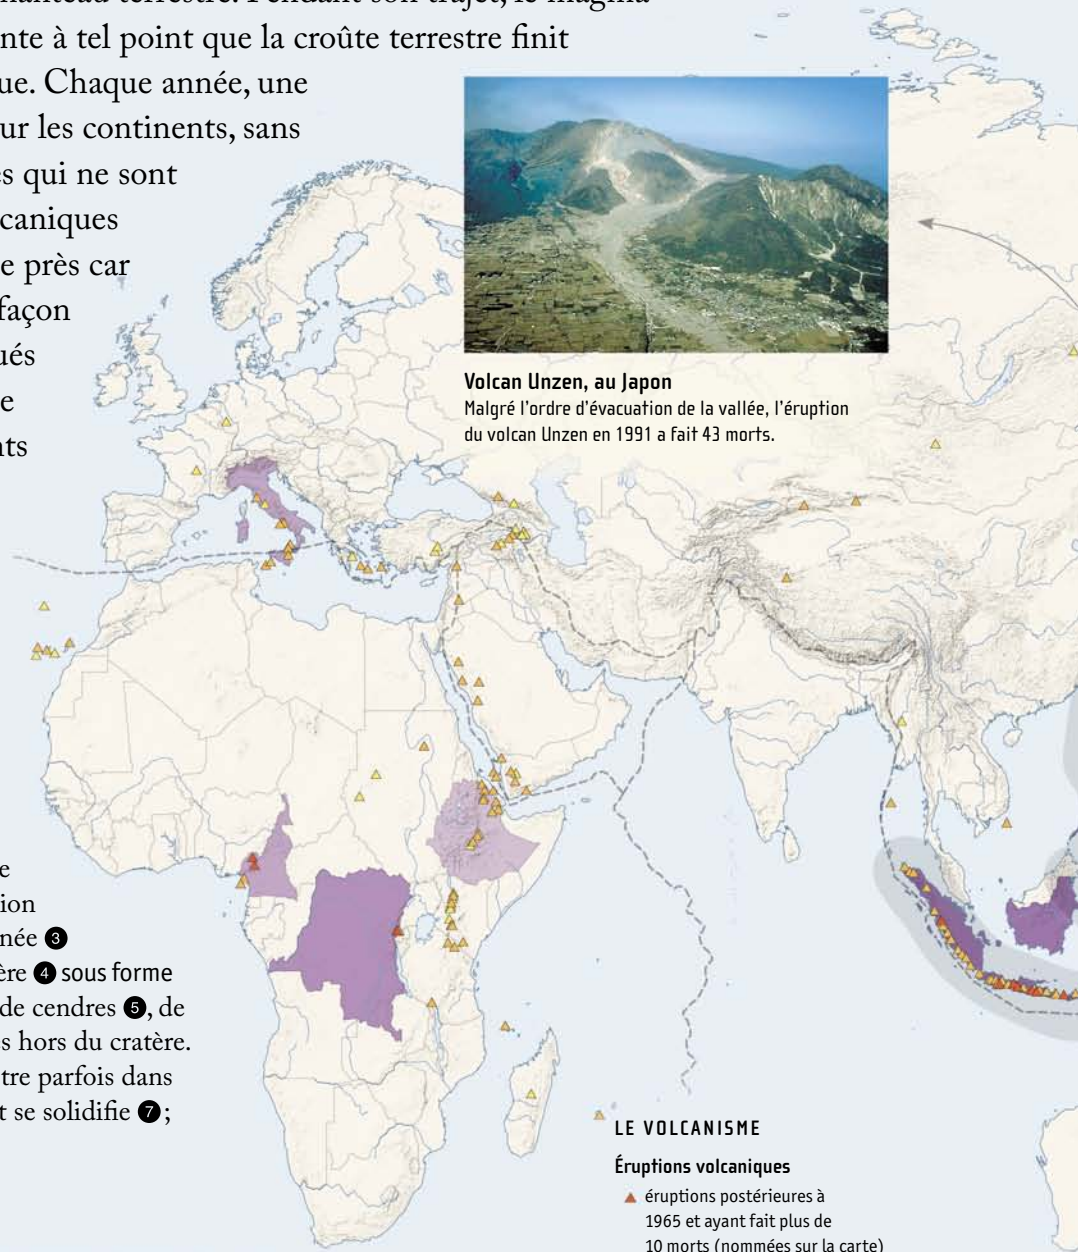 manteau terrestre. Pendant son trajet, le magma
nte à tel point que la croûte terrestre finit
ue. Chaque année, une
ur les continents, sans
s qui ne sont
caniques
e près car
façon
ués
e
nts
Volcan Unzen, au Japon
Malgré l'ordre d'évacuation de la vallée, l'éruption
du volcan Unzen en 1991 a fait 43 morts.
e
ion
née ❸
ère ❹ sous forme
de cendres ❺, de
s hors du cratère.
tre parfois dans
t se solidifie ❼ ;
LE VOLCANISME
Éruptions volcaniques
éruptions postérieures à
1965 et ayant fait plus de
10 morts (nommées sur la carte)